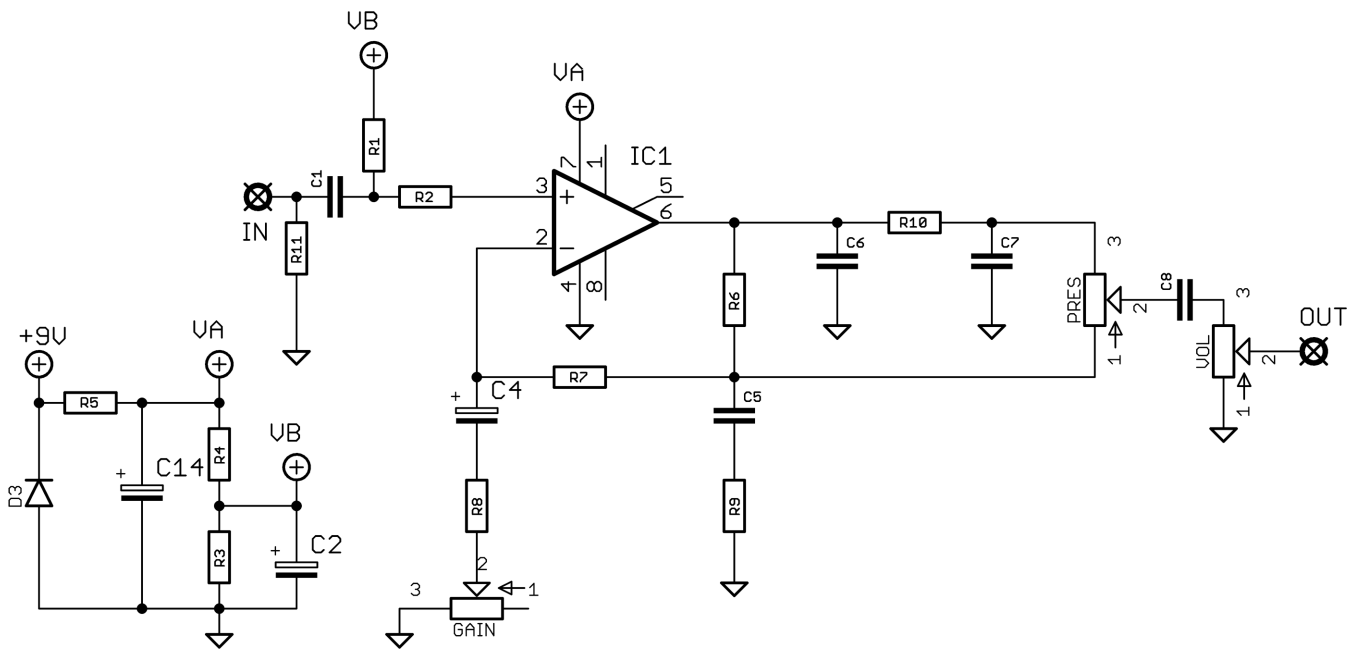 VB
VA
R1
7
1
IC1
C1
3
+
5
R2
6
IN
2
−
R11
4
8
R10
C6
C7
3
R6
PRES
2
C8
3
1
OUT
VOL
2
1
+9V
VA
R5
R7
C4
+
C5
R4
VB
+
C14
D3
R8
R9
R3
+
C2
2
3
1
GAIN